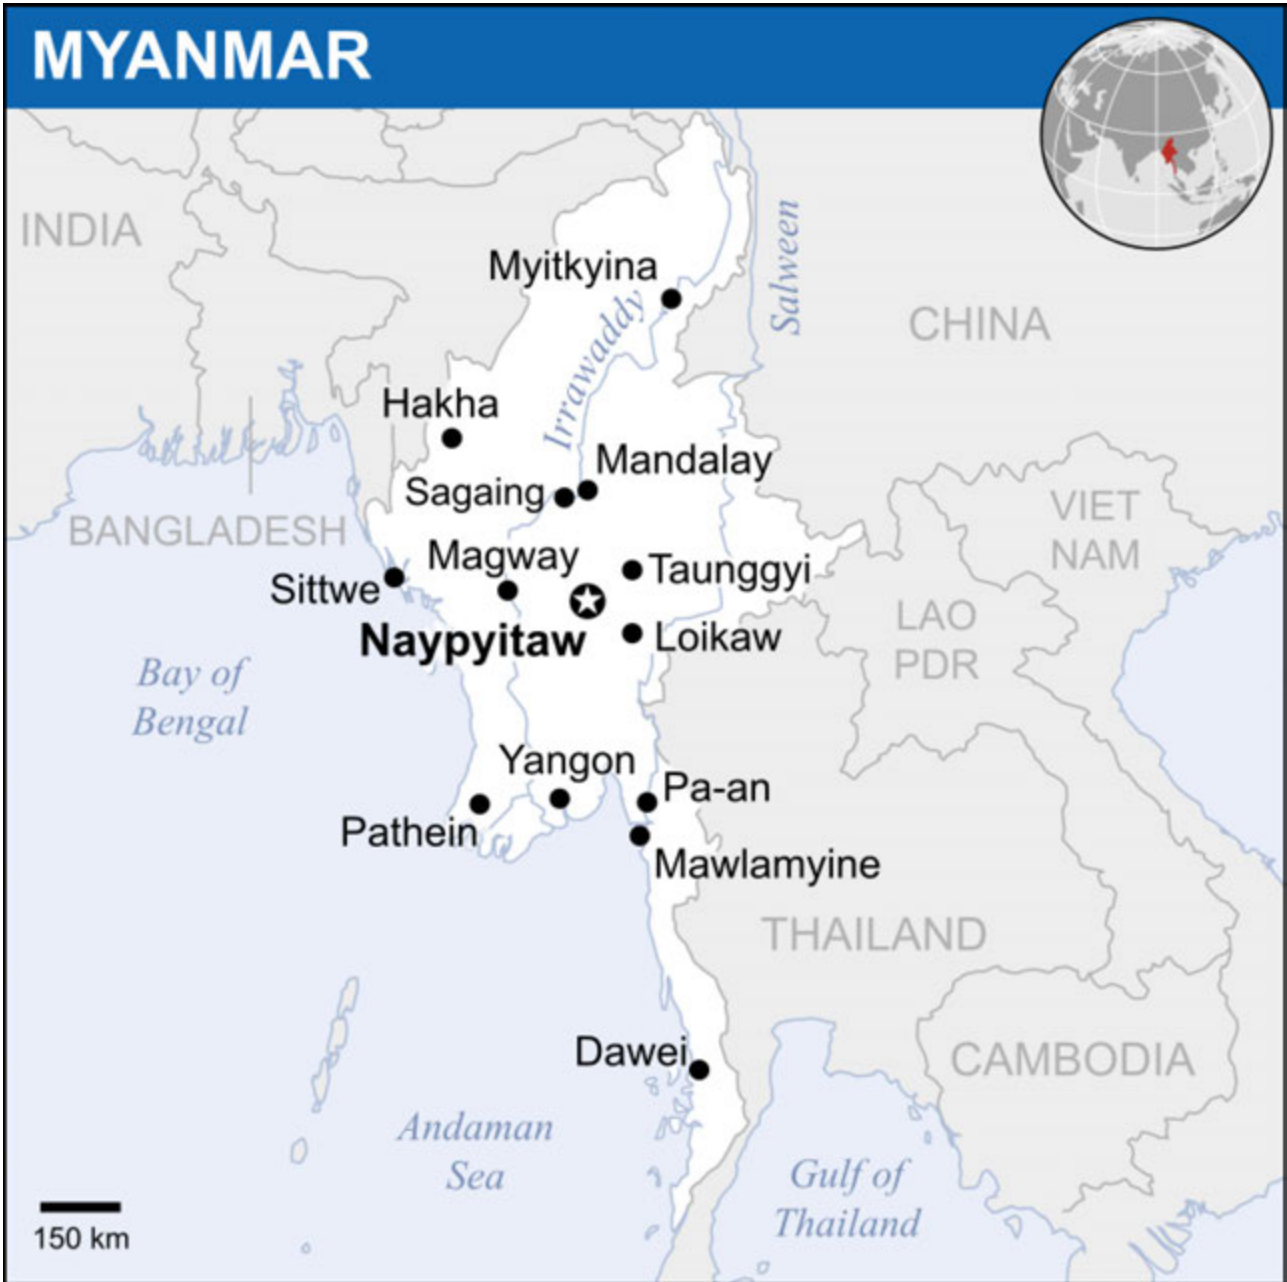 MYANMAR
INDIA
Myitkyina
Salween
CHINA
Irrawaddy
Hakha
Mandalay
Sagaing
VIET
NAM
BANGLADESH
Magway
Taunggyi
Sittwe
Naypyitaw
Loikaw
LAO
PDR
Bay of
Bengal
Yangon
Pa-an
Pathein
Mawlamyine
THAILAND
Dawei
CAMBODIA
Andaman
Sea
Gulf of
Thailand
150 km